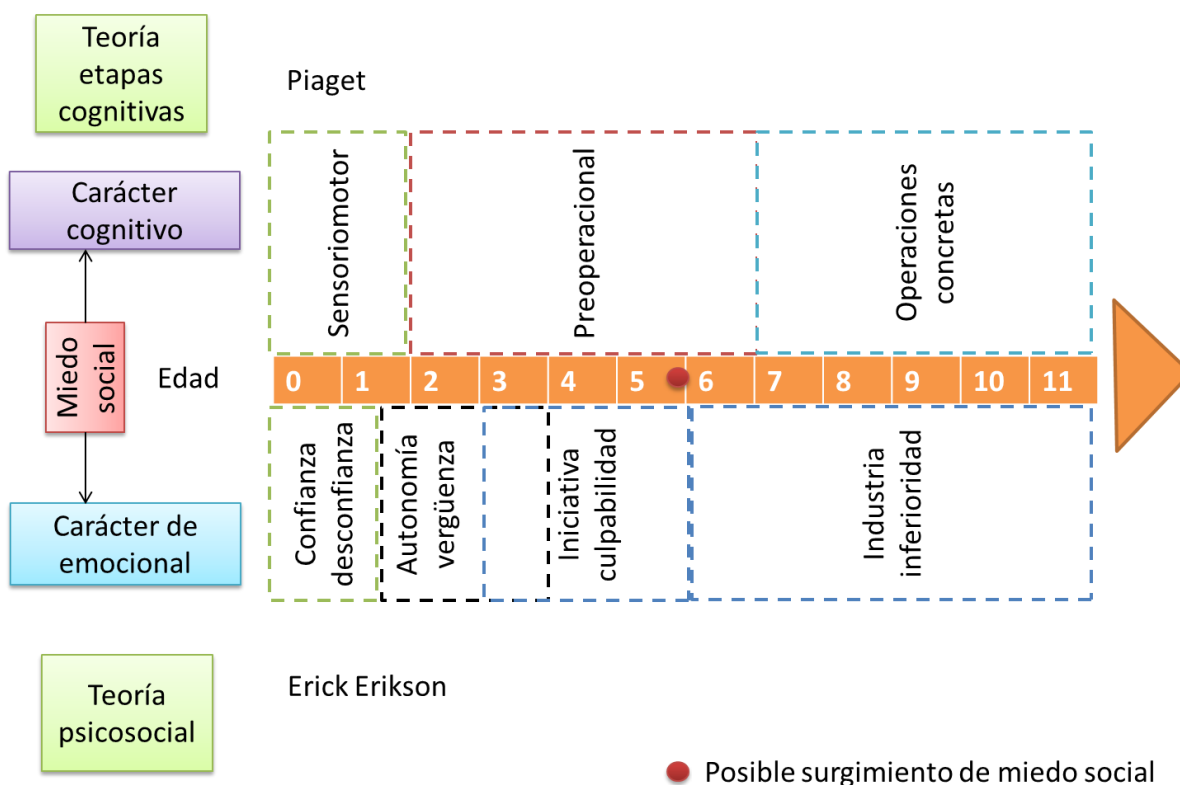 Teoría
etapas
cognitivas
Piaget
Carácter
cognitivo
Sensoriomotor
Preoperacional
Operaciones
concretas
Miedo
social
Edad
0 1 2 3 4 5 6 7 8 9 10 11
Confianza
desconfianza
Autonomía
vergüenza
Iniciativa
culpabilidad
Industria
inferioridad
Carácter de
emocional
Teoría
psicosocial
Erick Erikson
Posible surgimiento de miedo social